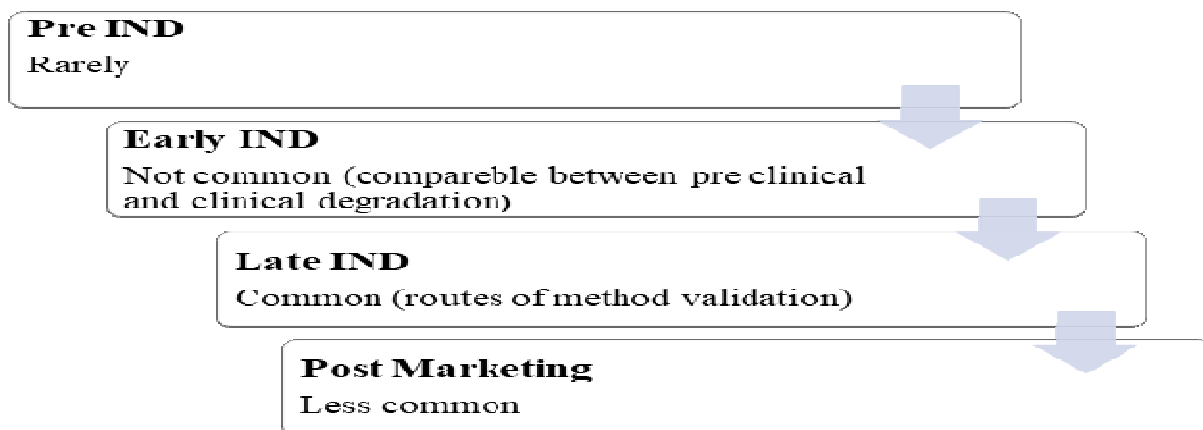 Pre IND
Rarely
Early IND
Not common (compareble between pre clinical
and clinical degradation)
Late IND
Common (routes of method validation)
Post Marketing
Less common